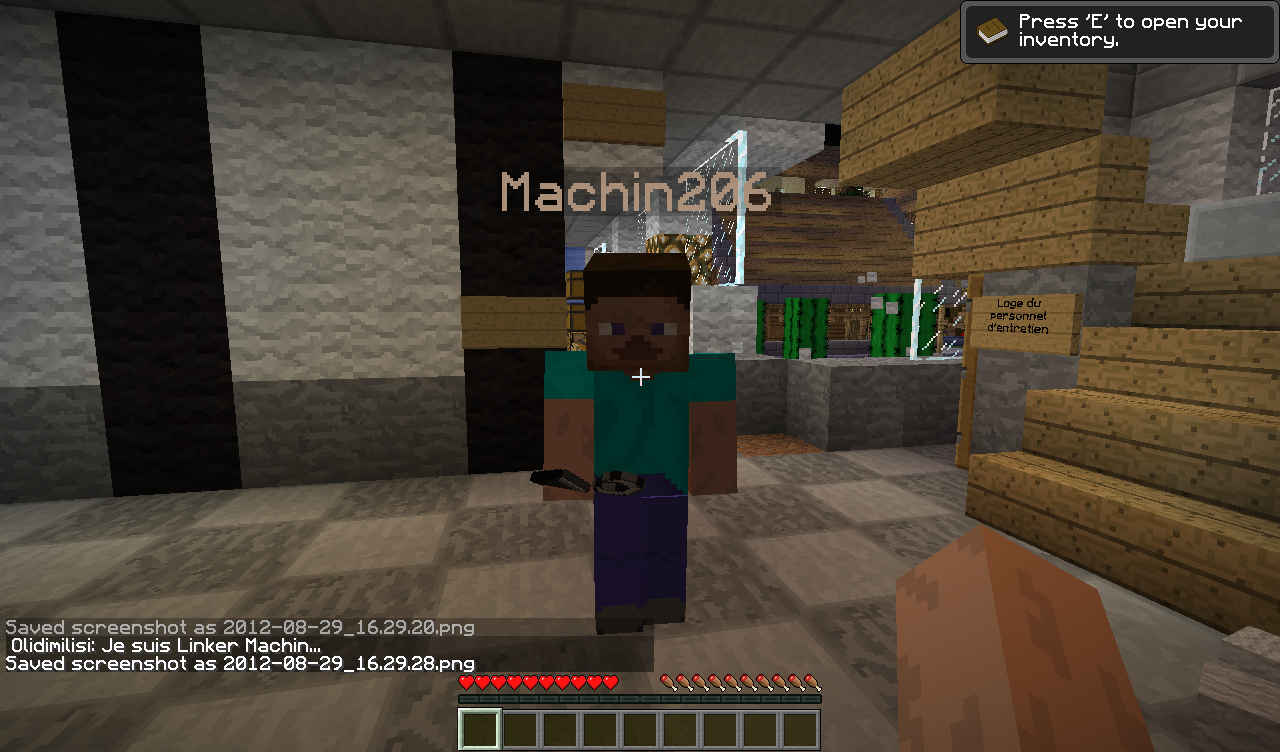 Press 'E' to open your
inventory.
Machin206
Loge du
personnel
d'entretien
Saved screenshot as 2012-08-29_16.29.20.png
Olidimilisi: Je suis Linker Machin...
Saved screenshot as 2012-08-29_16.29.28.png